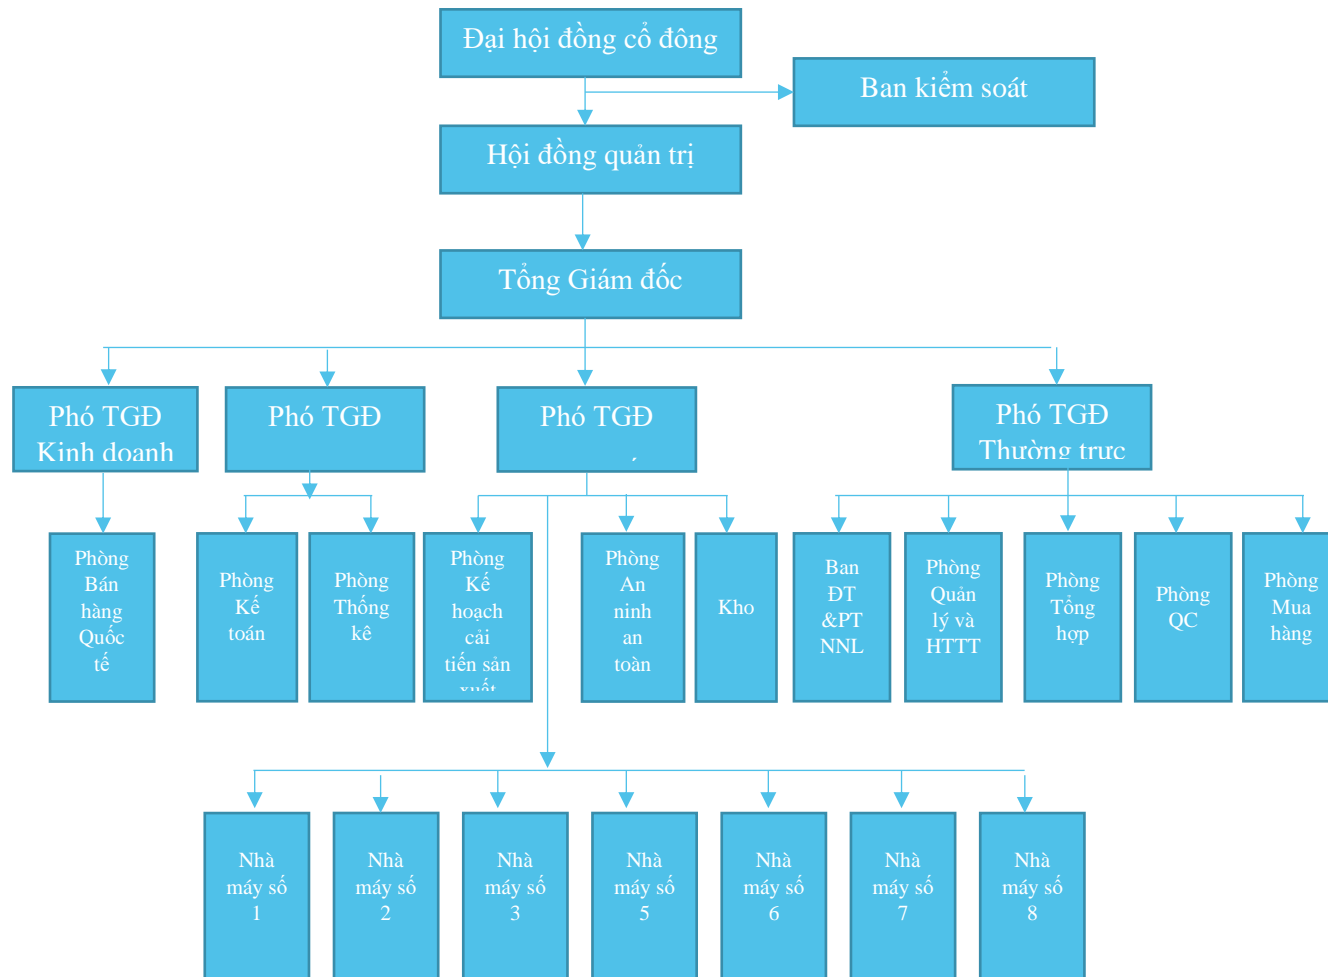 Đại hội đồng cổ đông
Ban kiểm soát
Hội đồng quản trị
Tổng Giám đốc
Phó TGĐ
Kinh doanh
Phó TGĐ
Phó TGĐ
Phó TGĐ
Thường trực
Phòng
Bán
hàng
Quốc
tế
Phòng
Kế
toán
Phòng
Thống
kê
Phòng
Kế
hoạch
cải
tiến sản
xuất
Phòng
An
ninh
an
toàn
Kho
Ban
ĐT
&PT
NNL
Phòng
Quản
lý và
HTTT
Phòng
Tổng
hợp
Phòng
QC
Phòng
Mua
hàng
Nhà
máy số
1
Nhà
máy số
2
Nhà
máy số
3
Nhà
máy số
5
Nhà
máy số
6
Nhà
máy số
7
Nhà
máy số
8